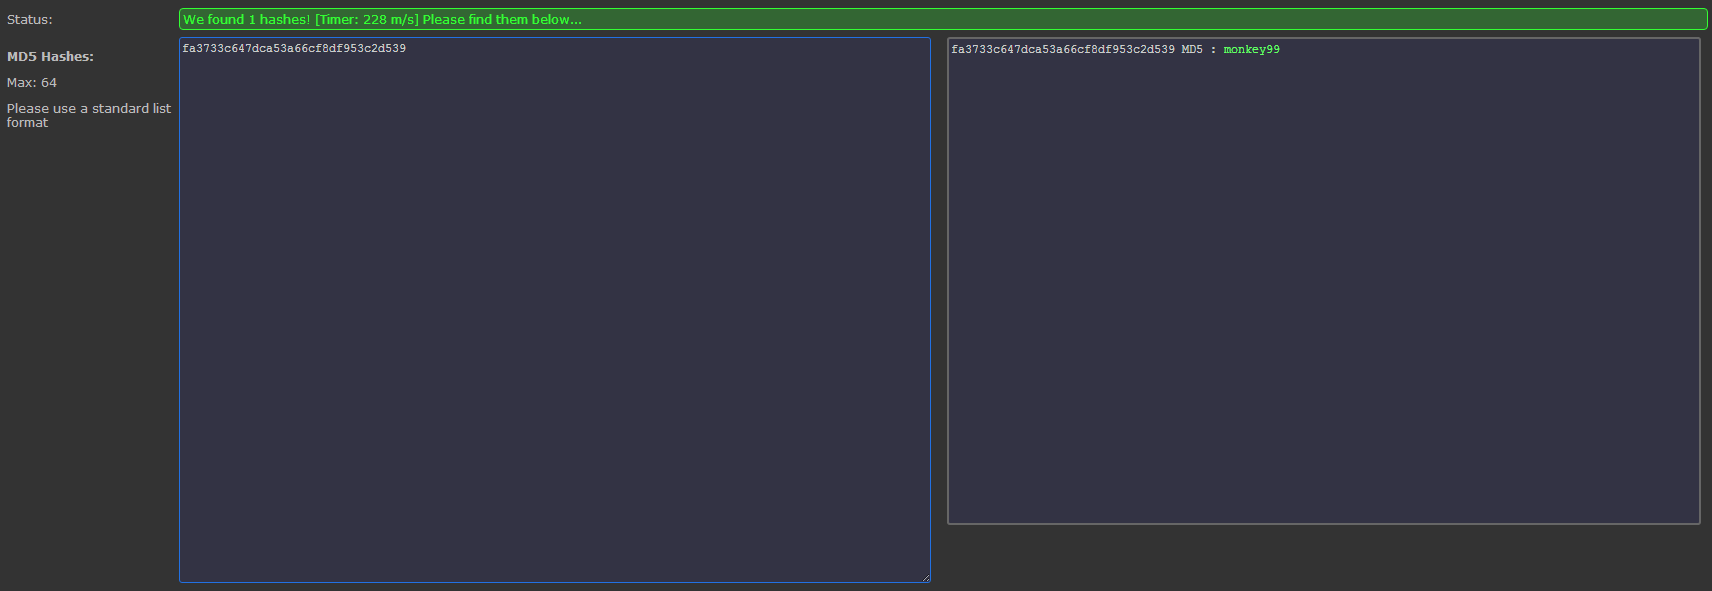 Status:
We found 1 hashes! [Timer: 228 m/s] Please find them below...
MD5 Hashes:
Max: 64
Please use a standard list
format
fa3733c647dca53a66cf8df953c2d539
fa3733c647dca53a66cf8df953c2d539 MD5 : monkey99